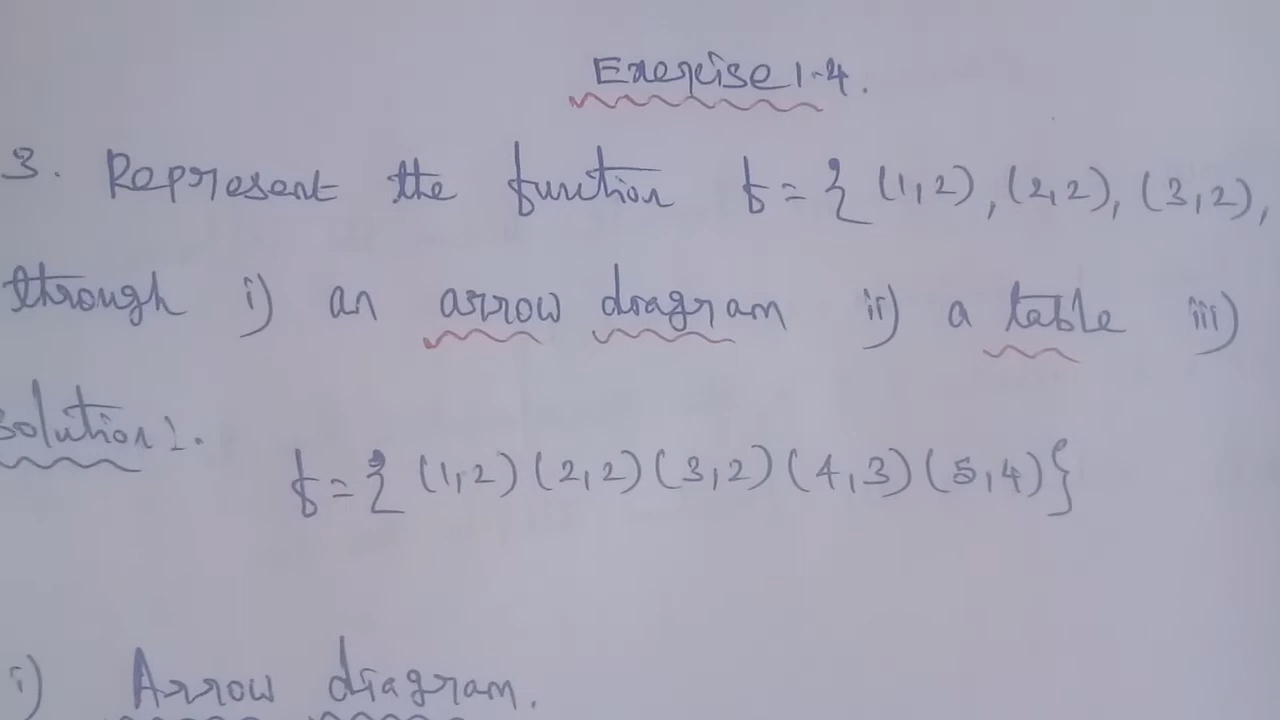 Exercise 1.4.
3. Represent the function f = { (1,2), (2,2), (3,2),
through i) an arrow diagram ii) a table iii)
solution :.
f = { (1,2) (2,2) (3,2) (4,3) (5,4) }
i) Arrow diagram.